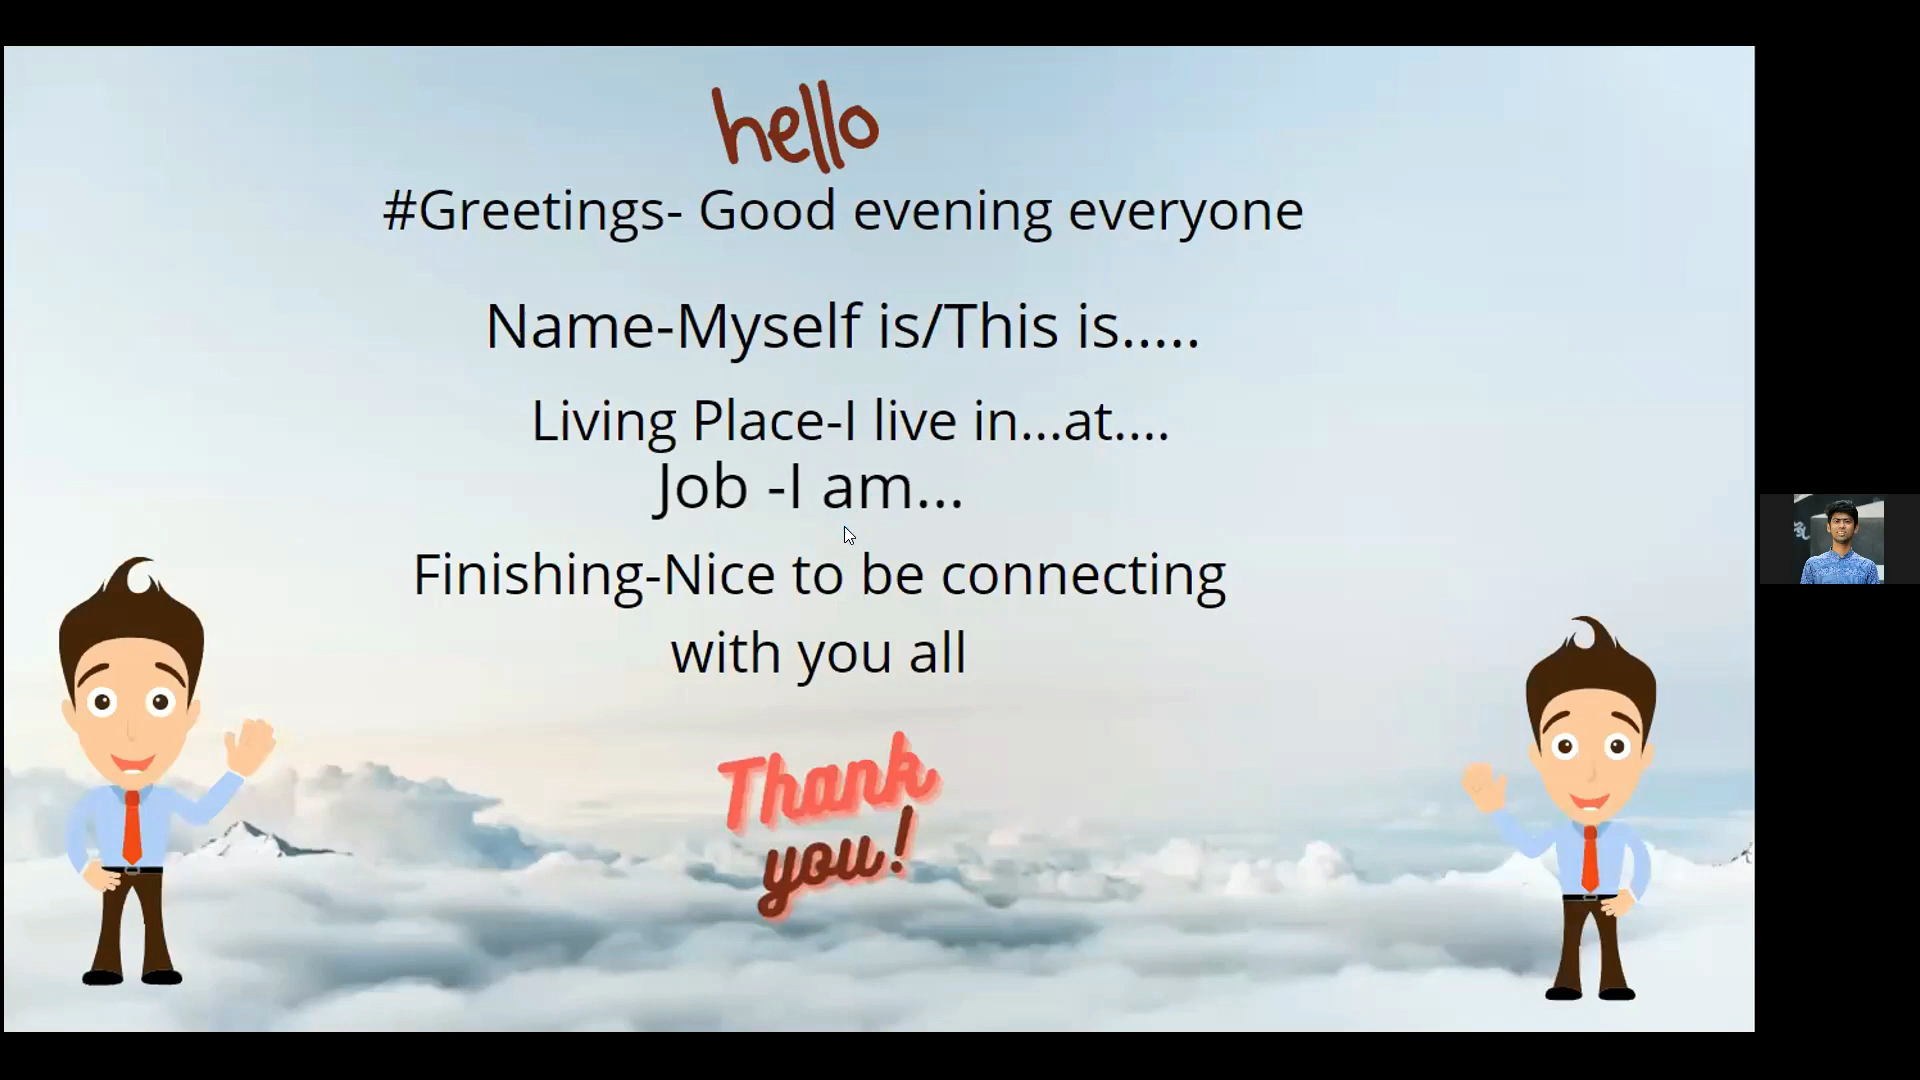 hello
#Greetings- Good evening everyone
Name-Myself is/This is.....
Living Place-I live in...at....
Job -I am...
Finishing-Nice to be connecting
with you all
Thank
you!